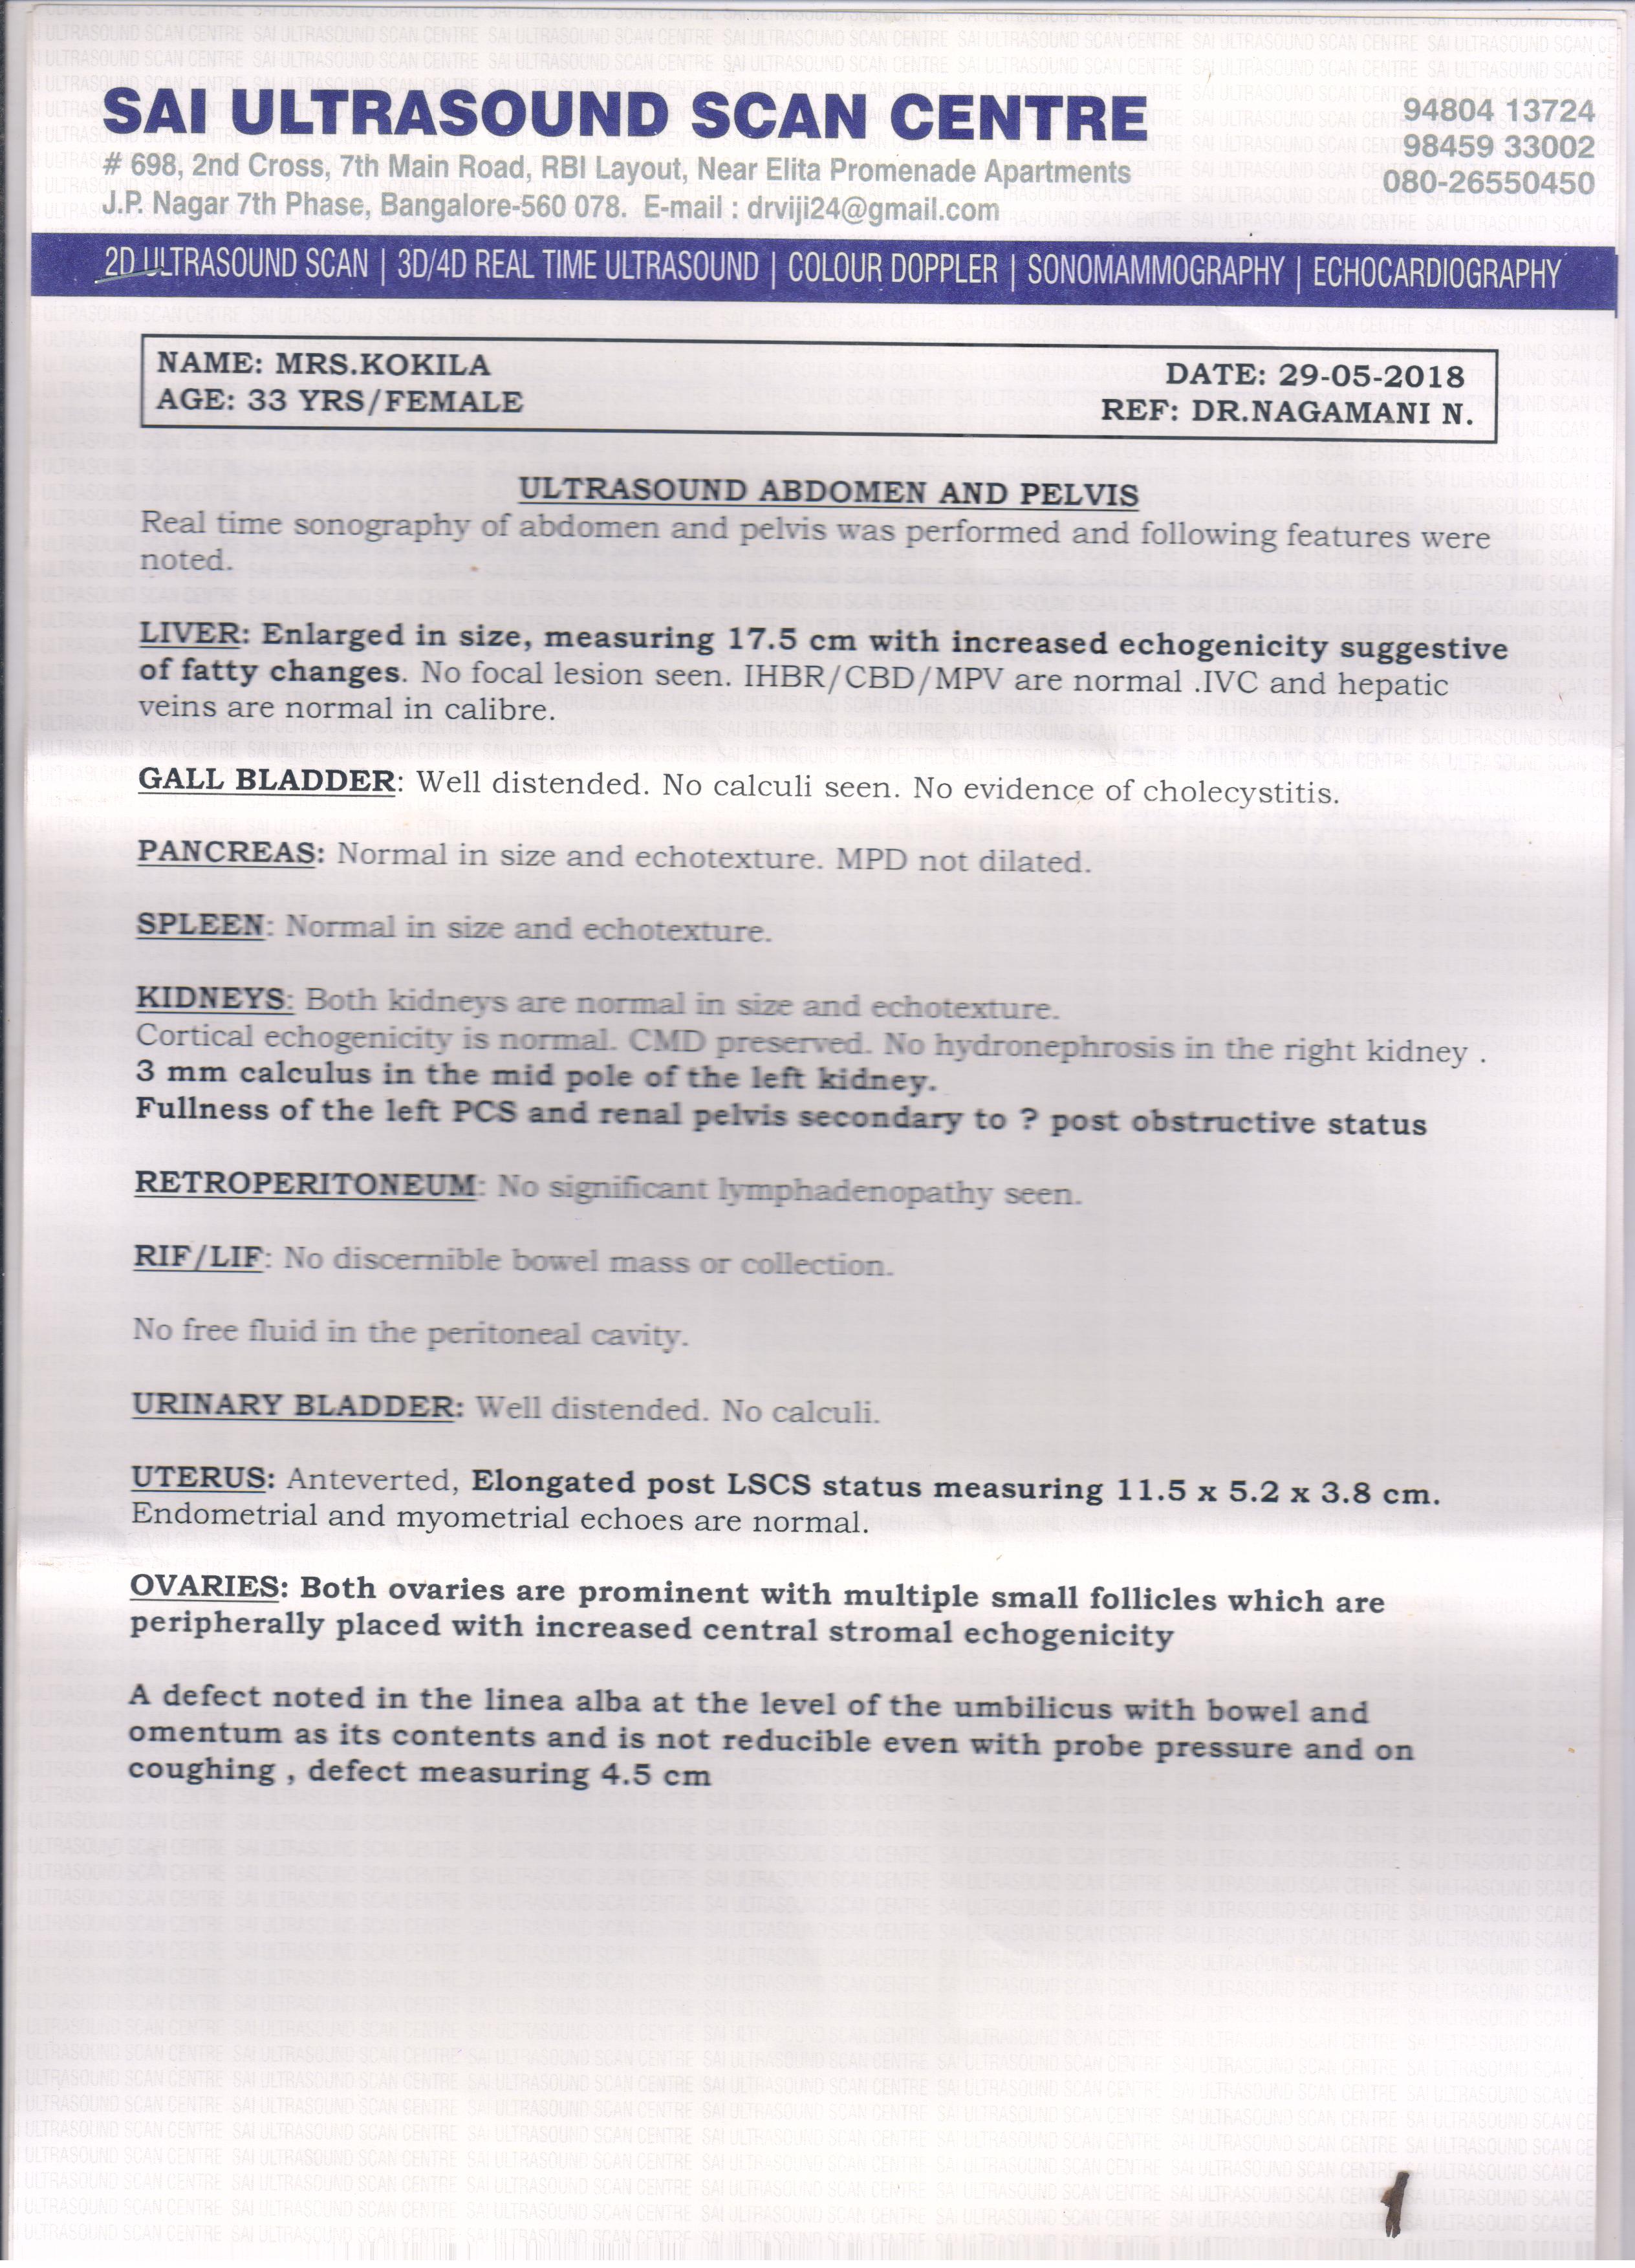 SAI ULTRASOUND SCAN CENTRE
# 698, 2nd Cross, 7th Main Road, RBI Layout, Near Elita Promenade Apartments
J.P. Nagar 7th Phase, Bangalore-560 078. E-mail : drviji24@gmail.com
94804 13724
98459 33002
080-26550450
2D ULTRASOUND SCAN | 3D/4D REAL TIME ULTRASOUND | COLOUR DOPPLER | SONOMAMMOGRAPHY | ECHOCARDIOGRAPHY
NAME: MRS.KOKILA
AGE: 33 YRS/FEMALE
DATE: 29-05-2018
REF: DR.NAGAMANI N.
ULTRASOUND ABDOMEN AND PELVIS
Real time sonography of abdomen and pelvis was performed and following features were
noted.
LIVER: Enlarged in size, measuring 17.5 cm with increased echogenicity suggestive
of fatty changes. No focal lesion seen. IHBR/CBD/MPV are normal .IVC and hepatic
veins are normal in calibre.
GALL BLADDER: Well distended. No calculi seen. No evidence of cholecystitis.
PANCREAS: Normal in size and echotexture. MPD not dilated.
SPLEEN: Normal in size and echotexture.
KIDNEYS: Both kidneys are normal in size and echotexture.
Cortical echogenicity is normal. CMD preserved. No hydronephrosis in the right kidney .
3 mm calculus in the mid pole of the left kidney.
Fullness of the left PCS and renal pelvis secondary to ? post obstructive status
RETROPERITONEUM: No significant lymphadenopathy seen.
RIF/LIF: No discernible bowel mass or collection.
No free fluid in the peritoneal cavity.
URINARY BLADDER: Well distended. No calculi.
UTERUS: Anteverted, Elongated post LSCS status measuring 11.5 x 5.2 x 3.8 cm.
Endometrial and myometrial echoes are normal.
OVARIES: Both ovaries are prominent with multiple small follicles which are
peripherally placed with increased central stromal echogenicity
A defect noted in the linea alba at the level of the umbilicus with bowel and
omentum as its contents and is not reducible even with probe pressure and on
coughing , defect measuring 4.5 cm